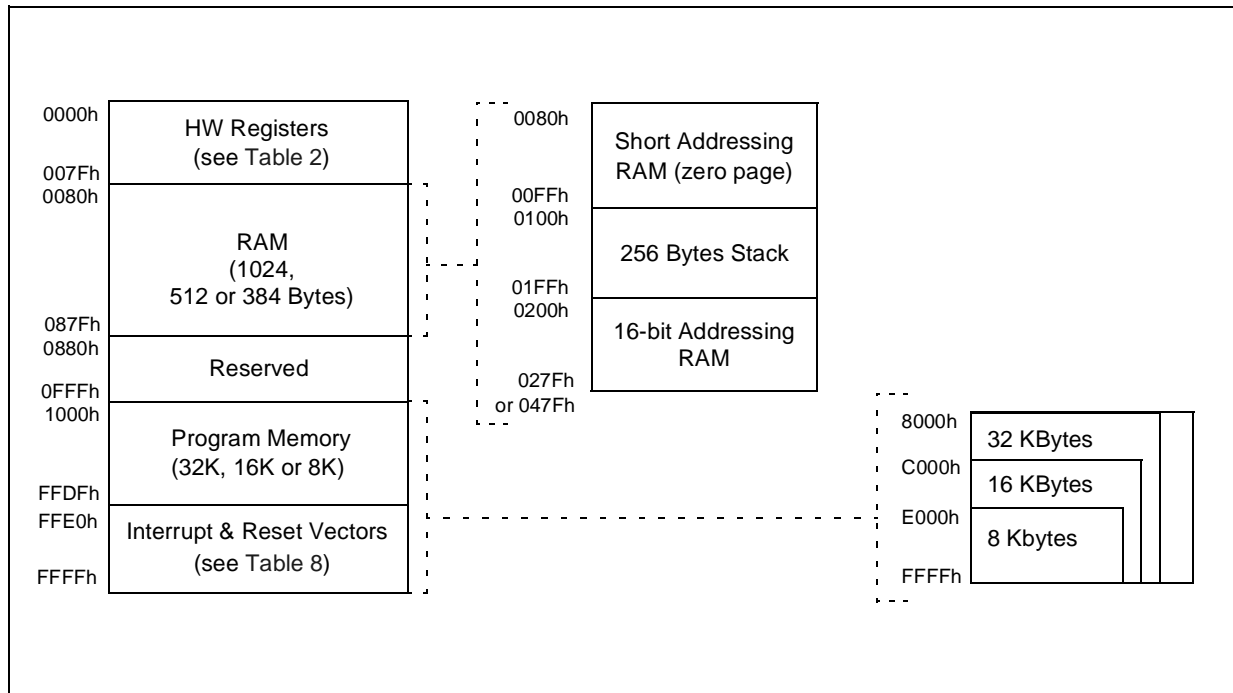 0000h
HW Registers
(see Table 2)
007Fh
0080h
RAM
(1024,
512 or 384 Bytes)
087Fh
0880h
Reserved
0FFFh
1000h
Program Memory
(32K, 16K or 8K)
FFDFh
FFE0h
Interrupt & Reset Vectors
(see Table 8)
FFFFh
0080h
Short Addressing
RAM (zero page)
00FFh
0100h
256 Bytes Stack
01FFh
0200h
16-bit Addressing
RAM
027Fh
or 047Fh
8000h
32 KBytes
C000h
16 KBytes
E000h
8 Kbytes
FFFFh